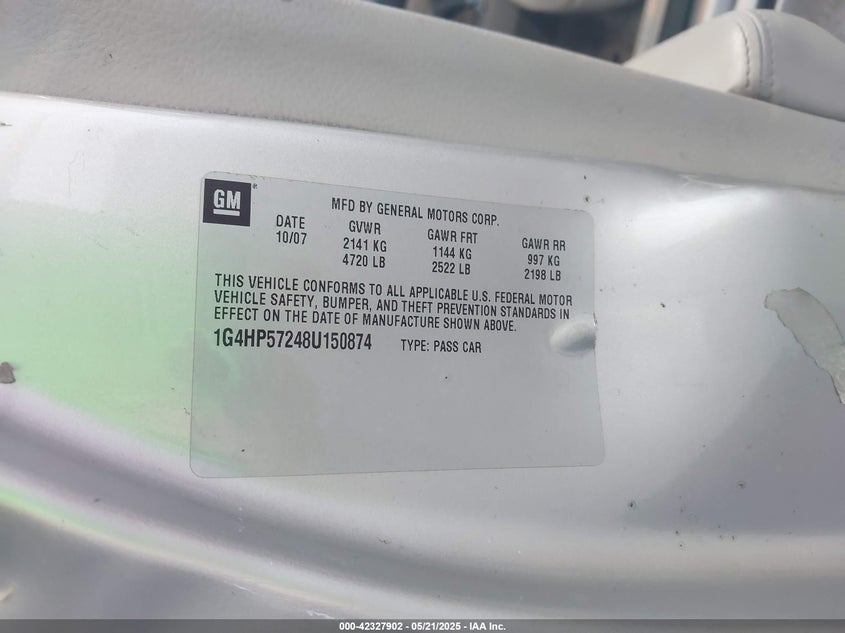 GM
MFD BY GENERAL MOTORS CORP.
DATE GVWR GAWR FRT GAWR RR
10/07 2141 KG 1144 KG 997 KG
4720 LB 2522 LB 2198 LB
THIS VEHICLE CONFORMS TO ALL APPLICABLE U.S. FEDERAL MOTOR
VEHICLE SAFETY, BUMPER, AND THEFT PREVENTION STANDARDS IN
EFFECT ON THE DATE OF MANUFACTURE SHOWN ABOVE.
1G4HP57248U150874 TYPE: PASS CAR
000-42327902 — 05/21/2025 — IAA Inc.